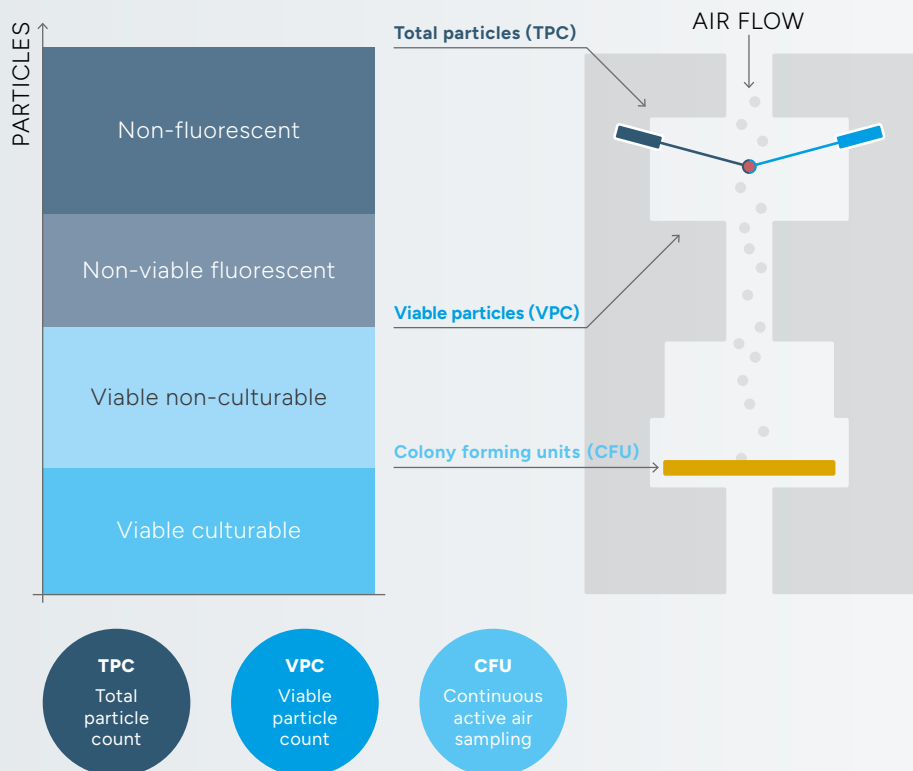 PARTICLES
Non-fluorescent
Non-viable fluorescent
Viable non-culturable
Viable culturable
Total particles (TPC)
Viable particles (VPC)
Colony forming units (CFU)
AIR FLOW
TPC
Total
particle
count
VPC
Viable
particle
count
CFU
Continuous
active air
sampling